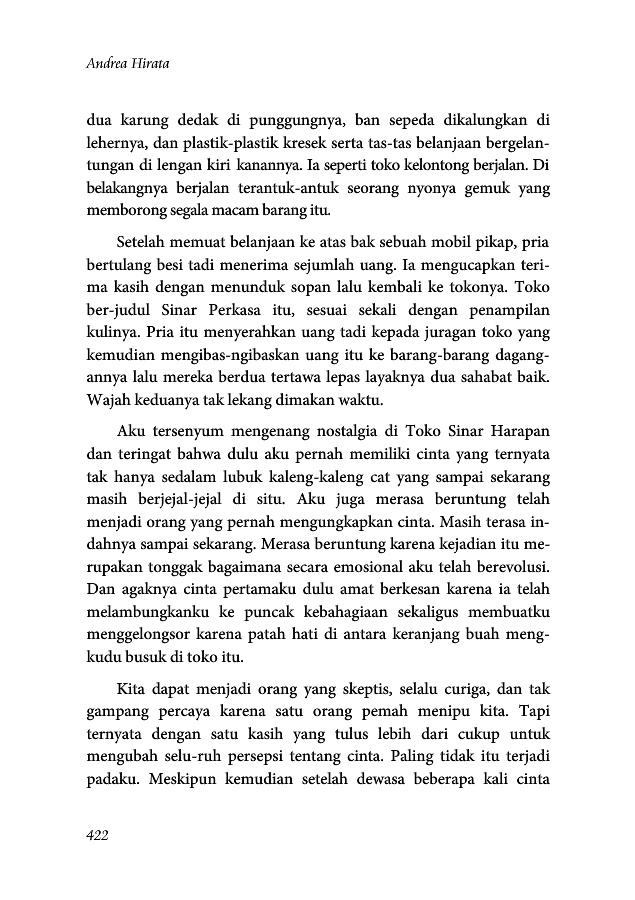 Andrea Hirata
dua karung dedak di punggungnya, ban sepeda dikalungkan di
lehernya, dan plastik-plastik kresek serta tas-tas belanjaan bergelan-
tungan di lengan kiri kanannya. Ia seperti toko kelontong berjalan. Di
belakangnya berjalan terantuk-antuk seorang nyonya gemuk yang
memborong segala macam barang itu.
Setelah memuat belanjaan ke atas bak sebuah mobil pikap, pria
bertulang besi tadi menerima sejumlah uang. Ia mengucapkan teri-
ma kasih dengan menunduk sopan lalu kembali ke tokonya. Toko
ber-judul Sinar Perkasa itu, sesuai sekali dengan penampilan
kulinya. Pria itu menyerahkan uang tadi kepada juragan toko yang
kemudian mengibas-ngibaskan uang itu ke barang-barang dagang-
annya lalu mereka berdua tertawa lepas layaknya dua sahabat baik.
Wajah keduanya tak lekang dimakan waktu.
Aku tersenyum mengenang nostalgia di Toko Sinar Harapan
dan teringat bahwa dulu aku pernah memiliki cinta yang ternyata
tak hanya sedalam lubuk kaleng-kaleng cat yang sampai sekarang
masih berjejal-jejal di situ. Aku juga merasa beruntung telah
menjadi orang yang pernah mengungkapkan cinta. Masih terasa in-
dahnya sampai sekarang. Merasa beruntung karena kejadian itu me-
rupakan tonggak bagaimana secara emosional aku telah berevolusi.
Dan agaknya cinta pertamaku dulu amat berkesan karena ia telah
melambungkanku ke puncak kebahagiaan sekaligus membuatku
menggelongsor karena patah hati di antara keranjang buah meng-
kudu busuk di toko itu.
Kita dapat menjadi orang yang skeptis, selalu curiga, dan tak
gampang percaya karena satu orang pemah menipu kita. Tapi
ternyata dengan satu kasih yang tulus lebih dari cukup untuk
mengubah selu-ruh persepsi tentang cinta. Paling tidak itu terjadi
padaku. Meskipun kemudian setelah dewasa beberapa kali cinta
422